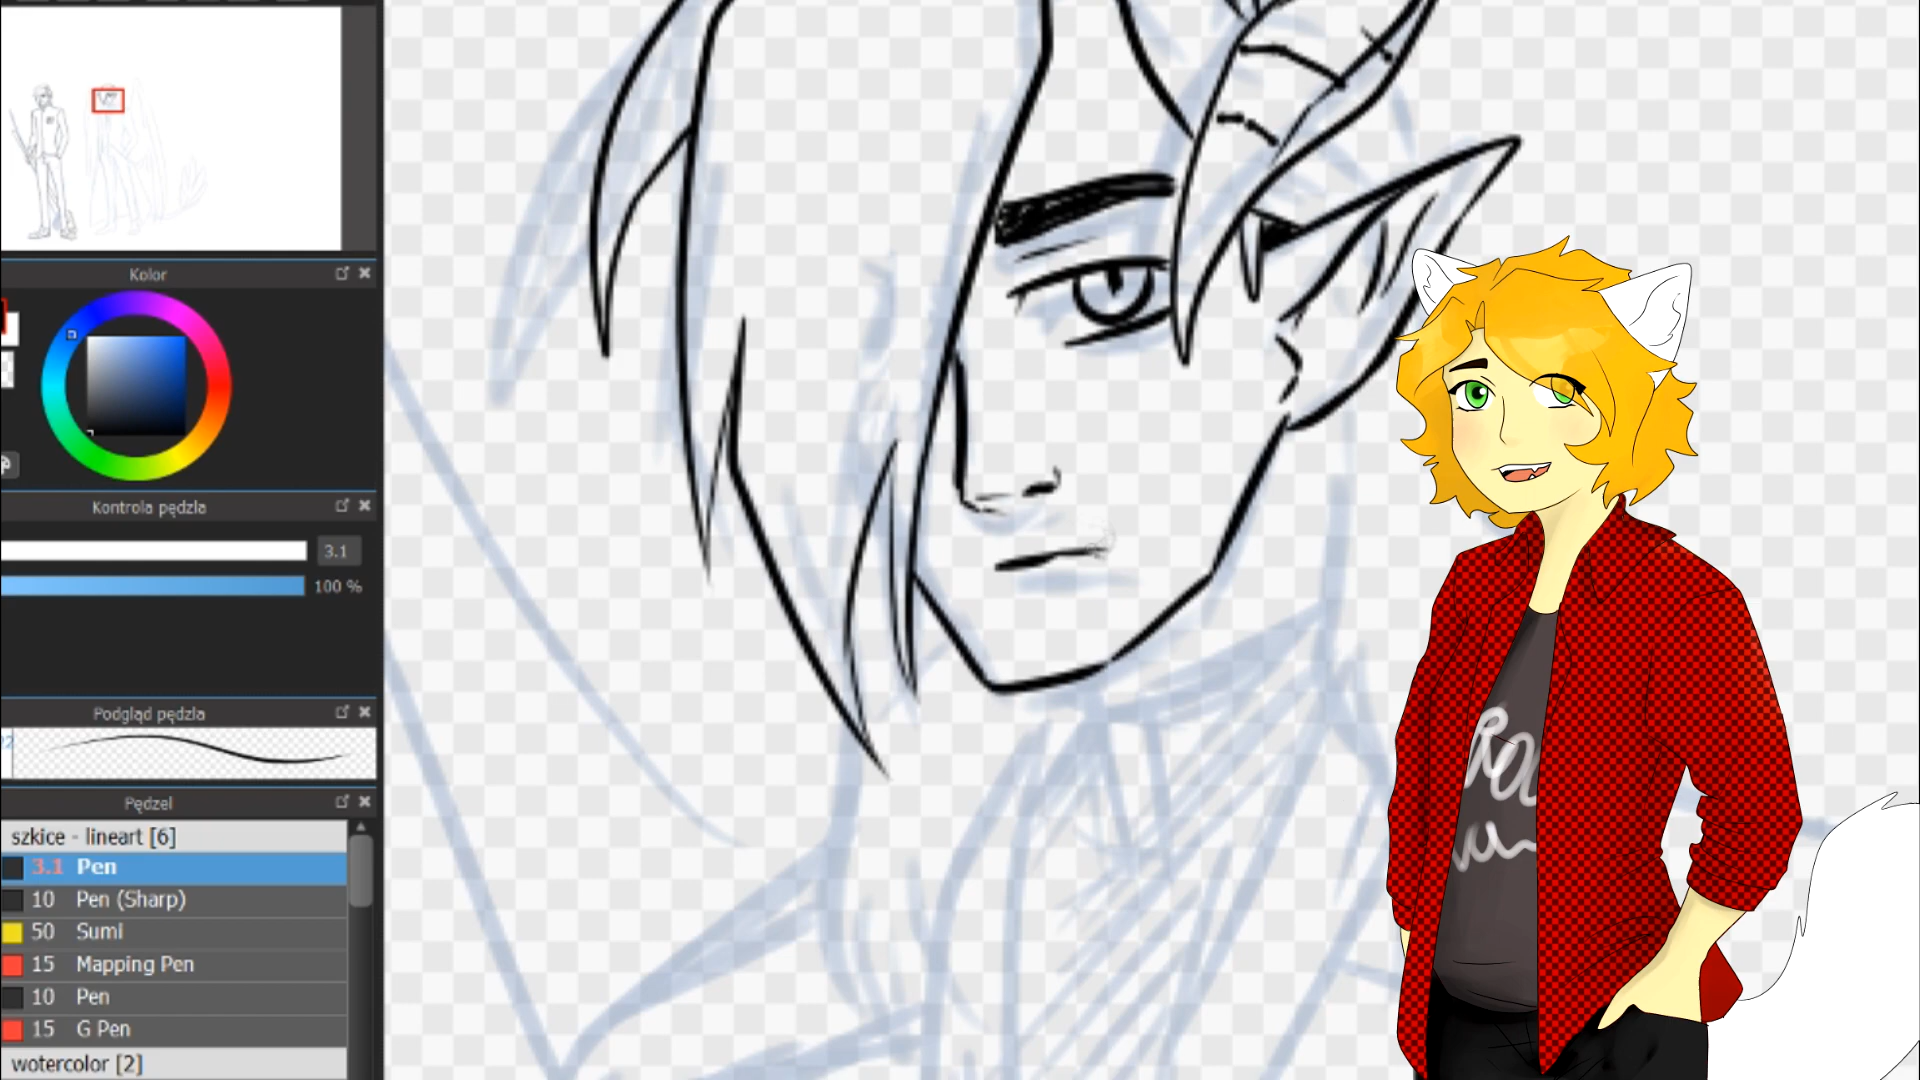 Kolor
Kontrola pędzla
3.1
100 %
Podgląd pędzla
Pędzel
szkice - lineart [6]
3.1 Pen
10 Pen (Sharp)
50 Sumi
15 Mapping Pen
10 Pen
15 G Pen
wotercolor [2]